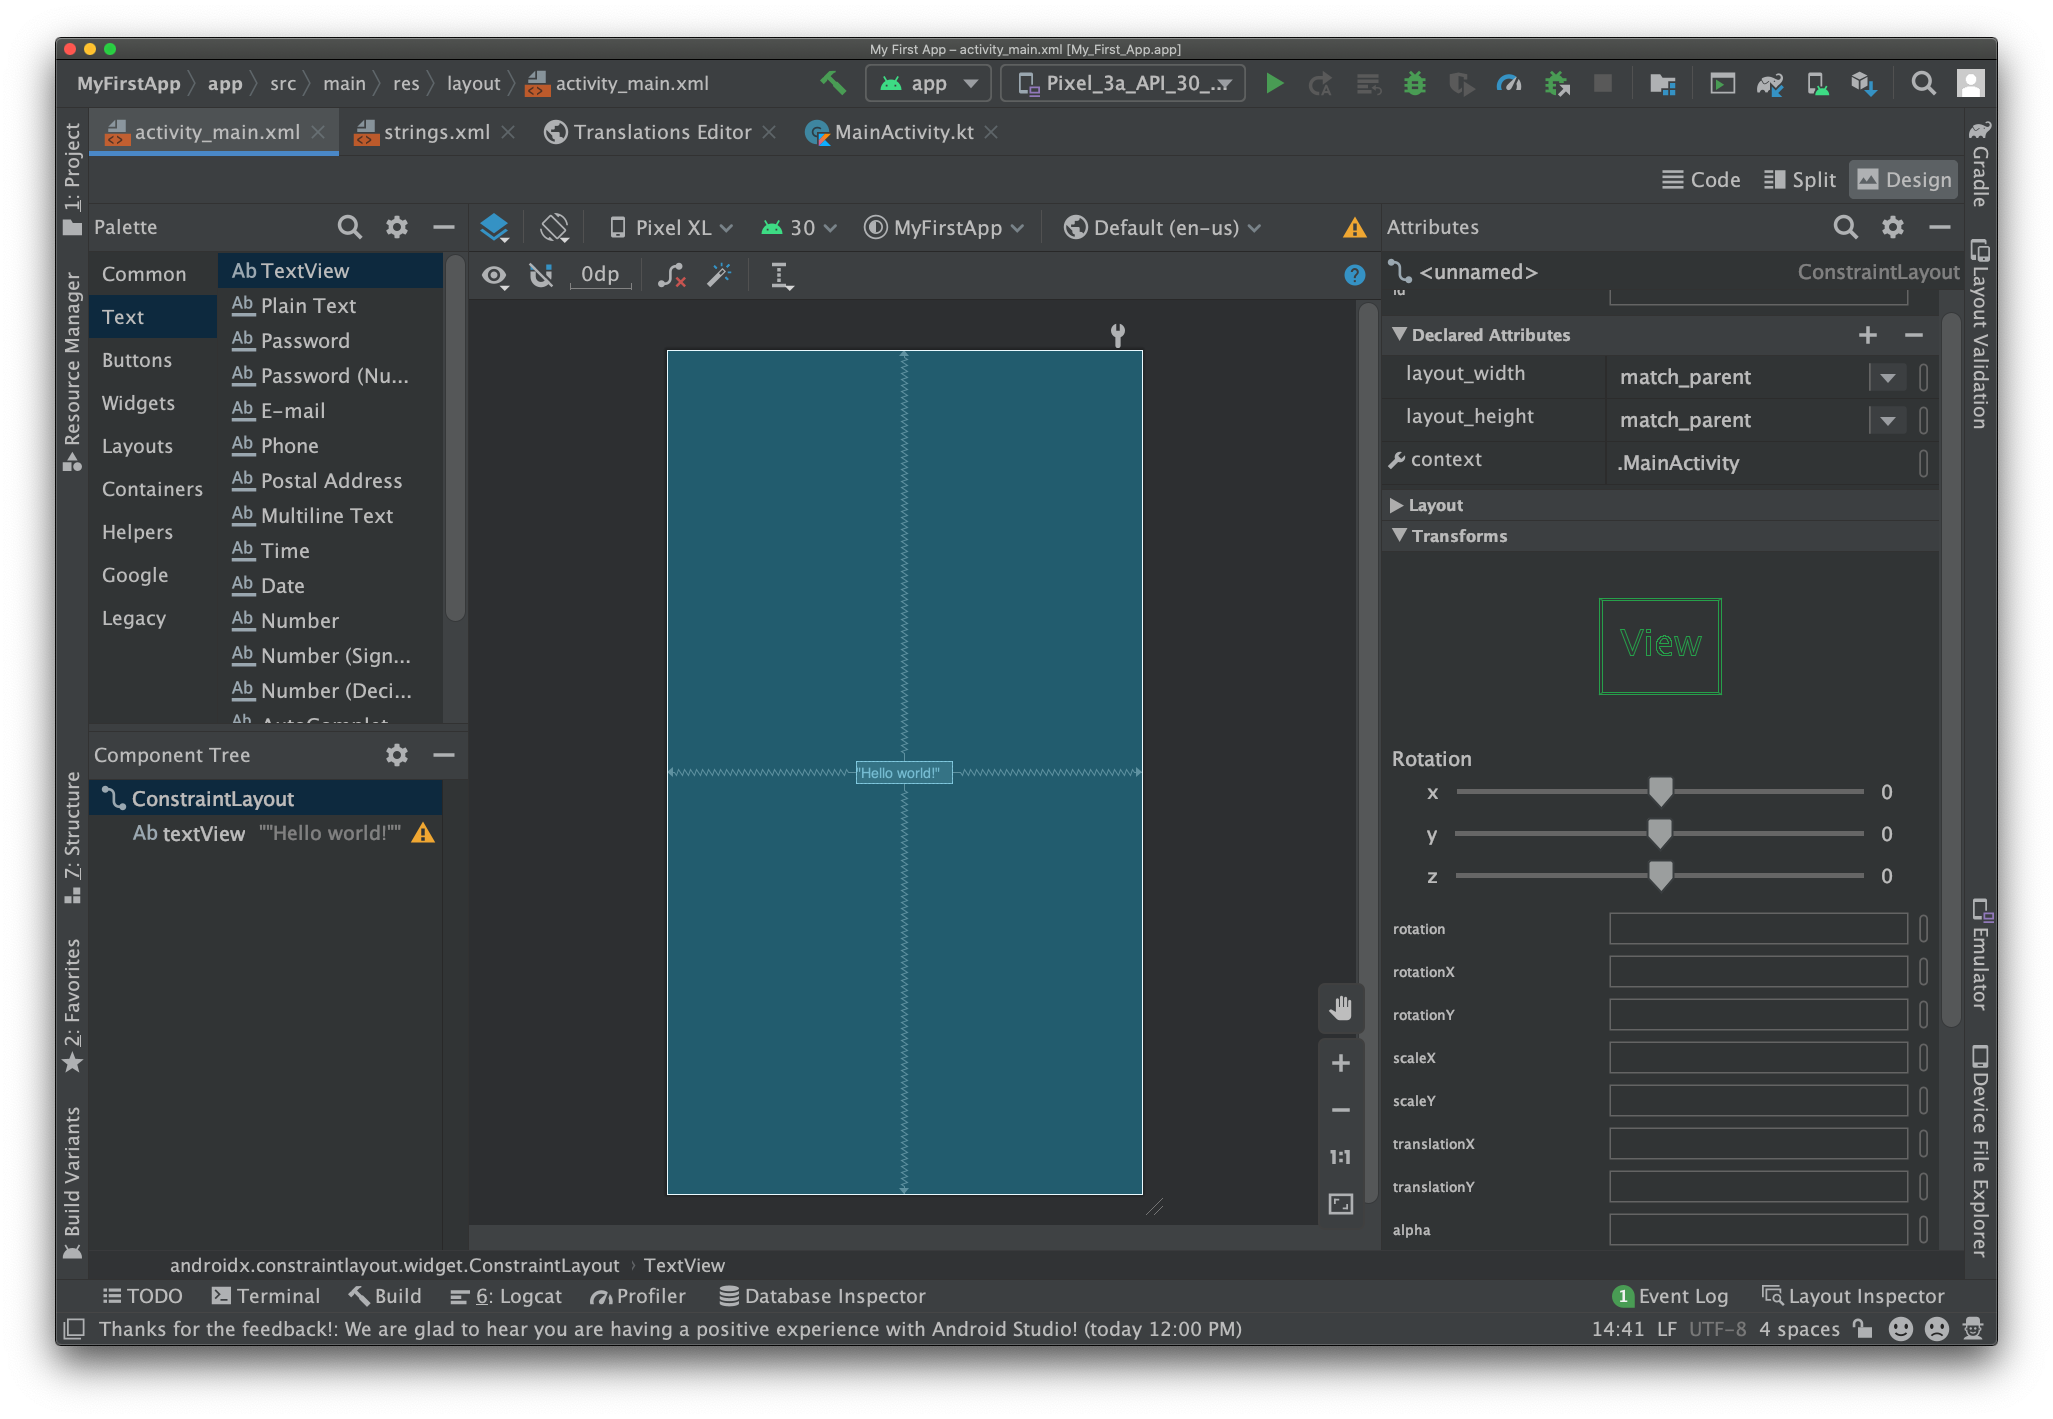 My First App – activity_main.xml [My_First_App.app]
MyFirstApp app src main res layout activity_main.xml app Pixel_3a_API_30_...
activity_main.xml strings.xml Translations Editor MainActivity.kt
Code Split Design
1: Project
Resource Manager
7: Structure
2: Favorites
Build Variants
Palette
Common
Text
Buttons
Widgets
Layouts
Containers
Helpers
Google
Legacy
Ab TextView
Ab Plain Text
Ab Password
Ab Password (Nu...
Ab E-mail
Ab Phone
Ab Postal Address
Ab Multiline Text
Ab Time
Ab Date
Ab Number
Ab Number (Sign...
Ab Number (Deci...
Component Tree
ConstraintLayout
Ab textView ""Hello world!""
Pixel XL 30 MyFirstApp Default (en-us)
0dp ?
"Hello world!"
1:1
Attributes
<unnamed> ConstraintLayout
id
Declared Attributes
layout_width match_parent
layout_height match_parent
context .MainActivity
Layout
Transforms
View
Rotation
x 0
y 0
z 0
rotation
rotationX
rotationY
scaleX
scaleY
translationX
translationY
alpha
Gradle
Layout Validation
Emulator
Device File Explorer
androidx.constraintlayout.widget.ConstraintLayout › TextView
TODO Terminal Build 6: Logcat Profiler Database Inspector 1 Event Log Layout Inspector
Thanks for the feedback!: We are glad to hear you are having a positive experience with Android Studio! (today 12:00 PM) 14:41 LF UTF-8 4 spaces